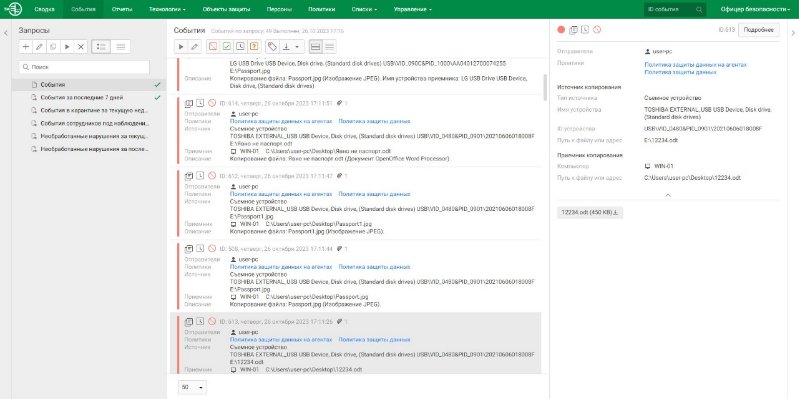 TM
Сводка
События
Отчеты
Технологии
Объекты защиты
Персоны
Политики
Списки
Управление
ID события
Офицер безопасности
Запросы
Поиск
События
События за последние 7 дней
События в карантине за текущую нед...
События сотрудников под наблюдени...
Необработанные нарушения за текущ...
Необработанные нарушения за после...
События
События по запросу: 49 Выполнен, 26.10.2023 17:16
LG USB Drive USB Device, Disk drive, (Standard disk drives) USB\VID_090C&PID_1000\AA04012700074255
E:\Passport.jpg
Описание Копирование файла: Passport.jpg (Изображение JPEG). Имя устройства приемника: LG USB Drive USB Device,
Disk drive, (Standard disk drives)
ID: 614, четверг, 26 октября 2023 17:11:51 1
Отправители user-pc
Политики Политика защиты данных на агентах Политика защиты данных
Источник Съемное устройство
TOSHIBA EXTERNAL_USB USB Device, Disk drive, (Standard disk drives) USB\VID_0480&PID_0901\20210606018008F
E:\Явно не паспорт.odt
Приемник WIN-01 C:\Users\user-pc\Desktop\Явно не паспорт.odt
Описание Копирование файла: Явно не паспорт.odt (Документ OpenOffice Word Processor).
ID: 612, четверг, 26 октября 2023 17:11:47 1
Отправители user-pc
Политики Политика защиты данных на агентах Политика защиты данных
Источник Съемное устройство
TOSHIBA EXTERNAL_USB USB Device, Disk drive, (Standard disk drives) USB\VID_0480&PID_0901\20210606018008F
E:\Passport1.jpg
Приемник WIN-01 C:\Users\user-pc\Desktop\Passport1.jpg
Описание Копирование файла: Passport1.jpg (Изображение JPEG).
ID: 508, четверг, 26 октября 2023 17:11:44 1
Отправители user-pc
Политики Политика защиты данных на агентах Политика защиты данных
Источник Съемное устройство
TOSHIBA EXTERNAL_USB USB Device, Disk drive, (Standard disk drives) USB\VID_0480&PID_0901\20210606018008F
E:\Passport.jpg
Приемник WIN-01 C:\Users\user-pc\Desktop\Passport.jpg
Описание Копирование файла: Passport.jpg (Изображение JPEG).
ID: 613, четверг, 26 октября 2023 17:11:26 1
Отправители user-pc
Политики Политика защиты данных на агентах Политика защиты данных
Источник Съемное устройство
TOSHIBA EXTERNAL_USB USB Device, Disk drive, (Standard disk drives) USB\VID_0480&PID_0901\20210606018008F
E:\12234.odt
Приемник WIN-01 C:\Users\user-pc\Desktop\12234.odt
50
ID:613
Подробнее
Отправители user-pc
Политики Политика защиты данных на агентах
Политика защиты данных
Источник копирования
Тип источника Съемное устройство
Имя устройства TOSHIBA EXTERNAL_USB USB Device, Disk drive,
(Standard disk drives)
ID устройства USB\VID_0480&PID_0901\20210606018008F
Путь к файлу или адрес E:\12234.odt
Приемник копирования
Компьютер WIN-01
Путь к файлу или адрес C:\Users\user-pc\Desktop\12234.odt
12234.odt (450 KB)